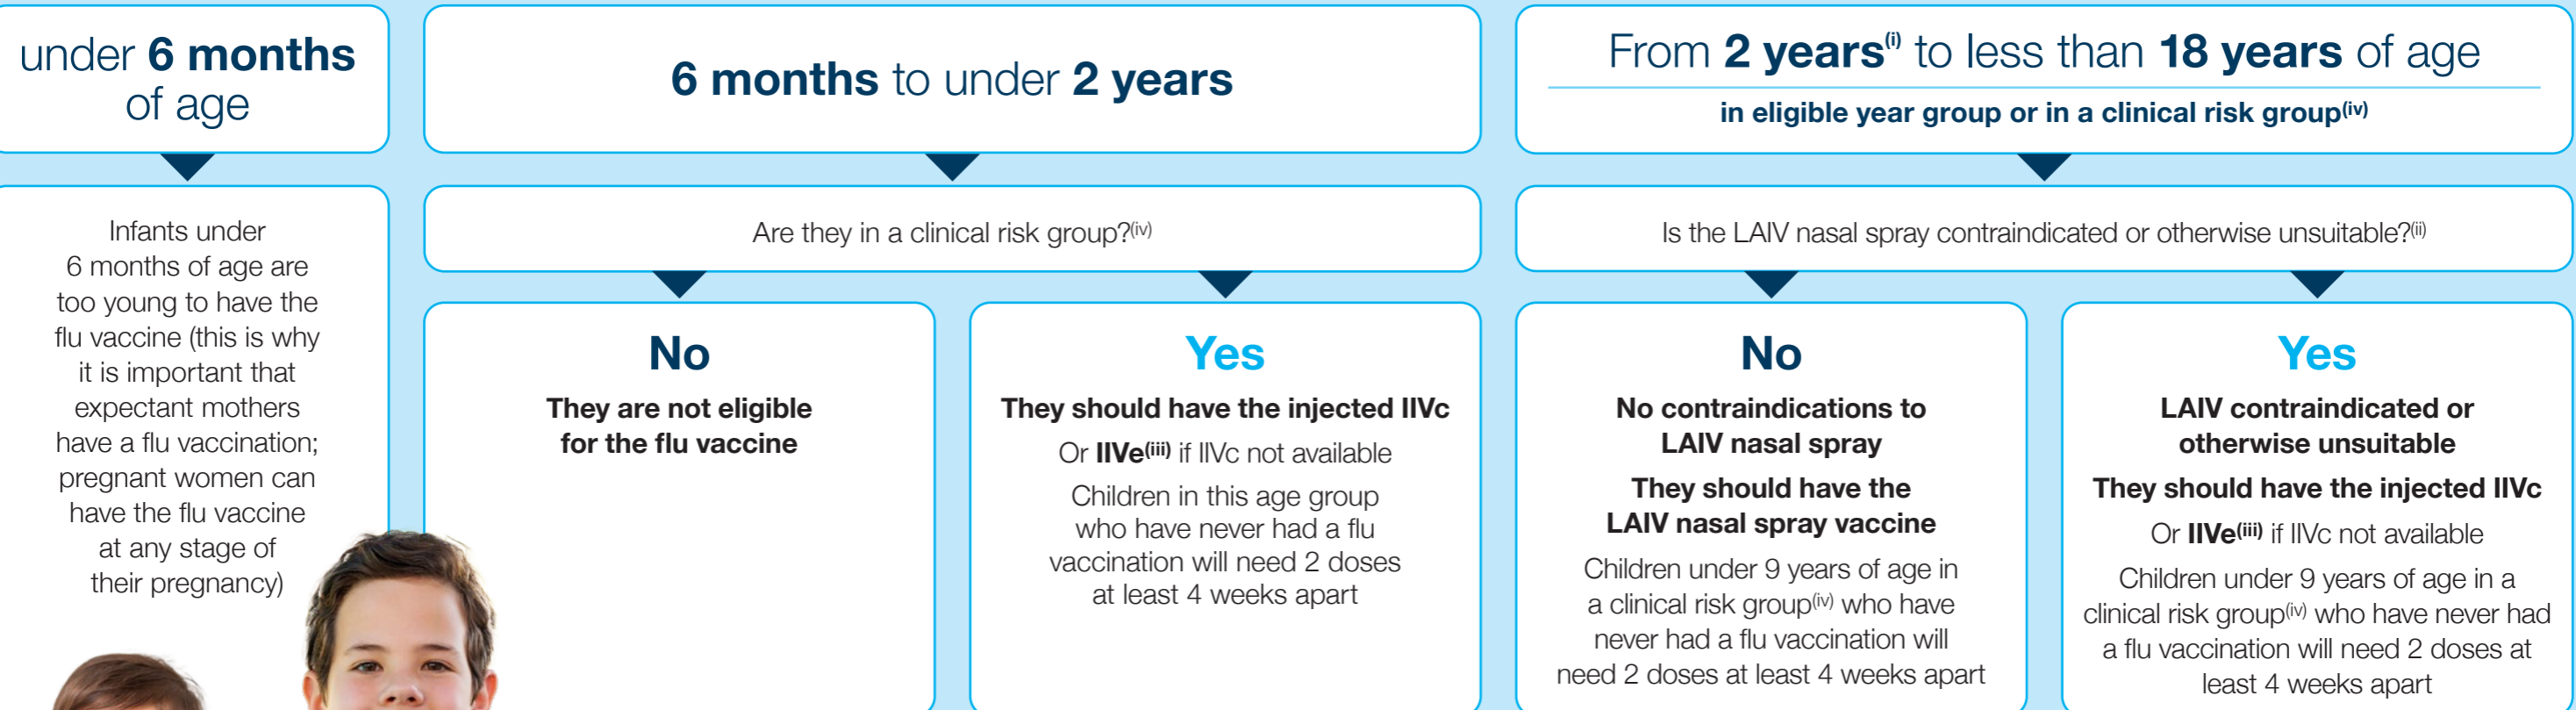 under 6 months
of age
Infants under
6 months of age are
too young to have the
flu vaccine (this is why
it is important that
expectant mothers
have a flu vaccination;
pregnant women can
have the flu vaccine
at any stage of
their pregnancy)
6 months to under 2 years
Are they in a clinical risk group?(iv)
No
They are not eligible
for the flu vaccine
Yes
They should have the injected IIVc
Or IIVe(iii) if IIVc not available
Children in this age group
who have never had a flu
vaccination will need 2 doses
at least 4 weeks apart
From 2 years(i) to less than 18 years of age
in eligible year group or in a clinical risk group(iv)
Is the LAIV nasal spray contraindicated or otherwise unsuitable?(ii)
No
No contraindications to
LAIV nasal spray
They should have the
LAIV nasal spray vaccine
Children under 9 years of age in
a clinical risk group(iv) who have
never had a flu vaccination will
need 2 doses at least 4 weeks apart
Yes
LAIV contraindicated or
otherwise unsuitable
They should have the injected IIVc
Or IIVe(iii) if IIVc not available
Children under 9 years of age in a
clinical risk group(iv) who have never had
a flu vaccination will need 2 doses at
least 4 weeks apart